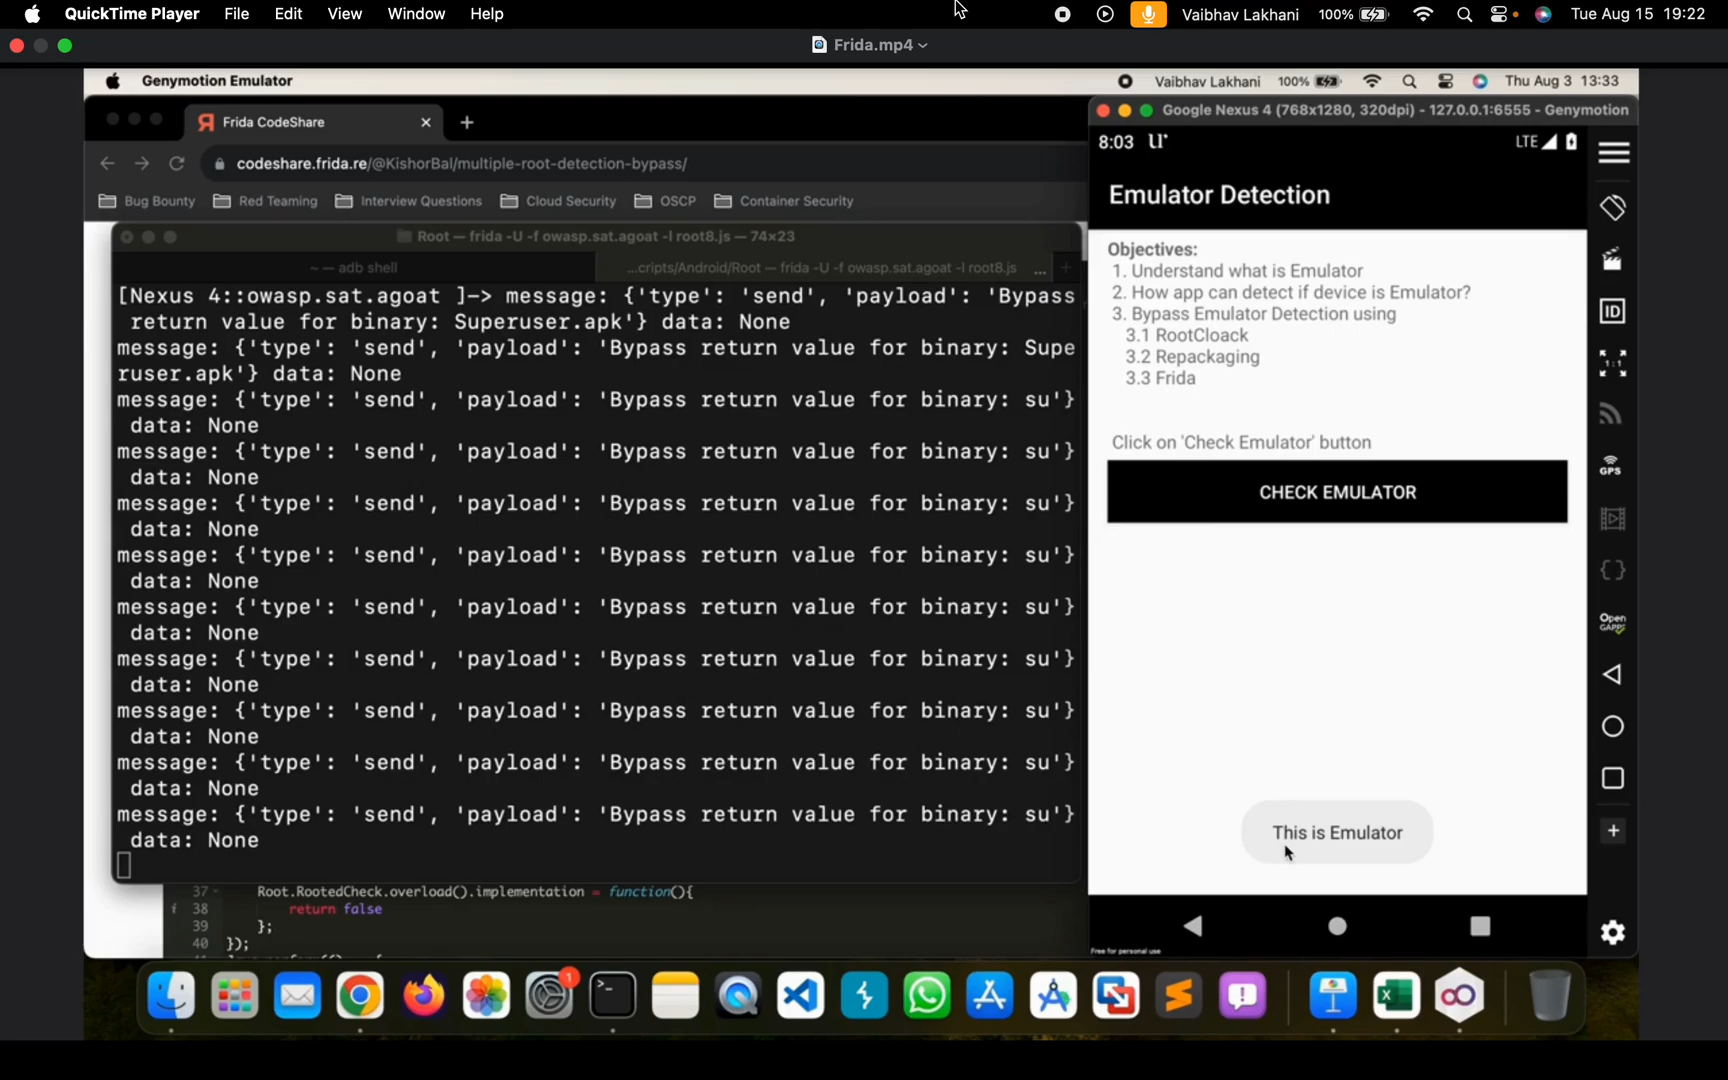 QuickTime Player File Edit View Window Help Vaibhav Lakhani 100% Tue Aug 15 19:22
Frida.mp4
Genymotion Emulator Vaibhav Lakhani 100% Thu Aug 3 13:33
Frida CodeShare
Google Nexus 4 (768x1280, 320dpi) - 127.0.0.1:6555 - Genymotion
codeshare.frida.re/@KishorBal/multiple-root-detection-bypass/
Bug Bounty Red Teaming Interview Questions Cloud Security OSCP Container Security
Root — frida -U -f owasp.sat.agoat -l root8.js — 74×23
~ — adb shell
...cripts/Android/Root — frida -U -f owasp.sat.agoat -l root8.js ...
[Nexus 4::owasp.sat.agoat ]-> message: {'type': 'send', 'payload': 'Bypass
return value for binary: Superuser.apk'} data: None
message: {'type': 'send', 'payload': 'Bypass return value for binary: Supe
ruser.apk'} data: None
message: {'type': 'send', 'payload': 'Bypass return value for binary: su'}
data: None
message: {'type': 'send', 'payload': 'Bypass return value for binary: su'}
data: None
message: {'type': 'send', 'payload': 'Bypass return value for binary: su'}
data: None
message: {'type': 'send', 'payload': 'Bypass return value for binary: su'}
data: None
message: {'type': 'send', 'payload': 'Bypass return value for binary: su'}
data: None
message: {'type': 'send', 'payload': 'Bypass return value for binary: su'}
data: None
message: {'type': 'send', 'payload': 'Bypass return value for binary: su'}
data: None
message: {'type': 'send', 'payload': 'Bypass return value for binary: su'}
data: None
message: {'type': 'send', 'payload': 'Bypass return value for binary: su'}
data: None
37 Root.RootedCheck.overload().implementation = function(){
i 38 return false
39 };
40 });
8:03 LTE
Emulator Detection
Objectives:
1. Understand what is Emulator
2. How app can detect if device is Emulator?
3. Bypass Emulator Detection using
3.1 RootCloack
3.2 Repackaging
3.3 Frida
Click on 'Check Emulator' button
CHECK EMULATOR
This is Emulator
Free for personal use
ID
1:1
GPS
Open
GAPPS
1